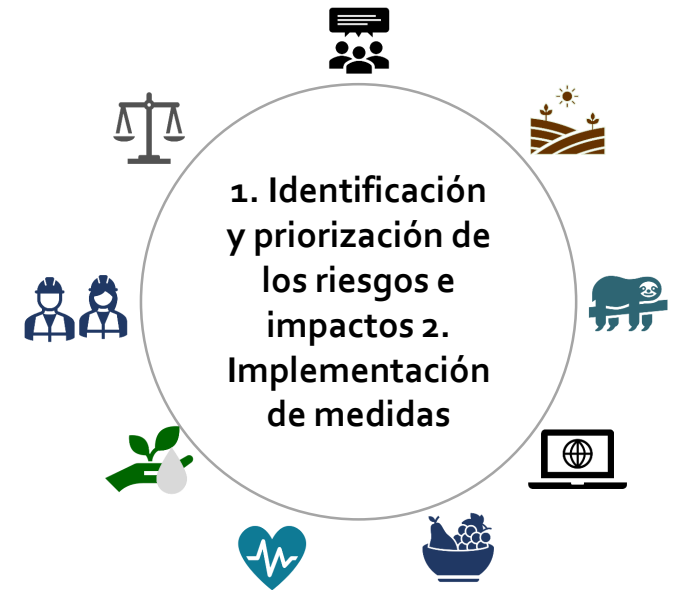 1. Identificación
y priorización de
los riesgos e
impactos 2.
Implementación
de medidas